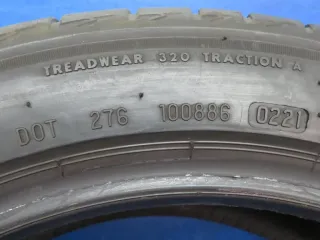 TREADWEAR 320 TRACTION A
DOT 276 100886 0221